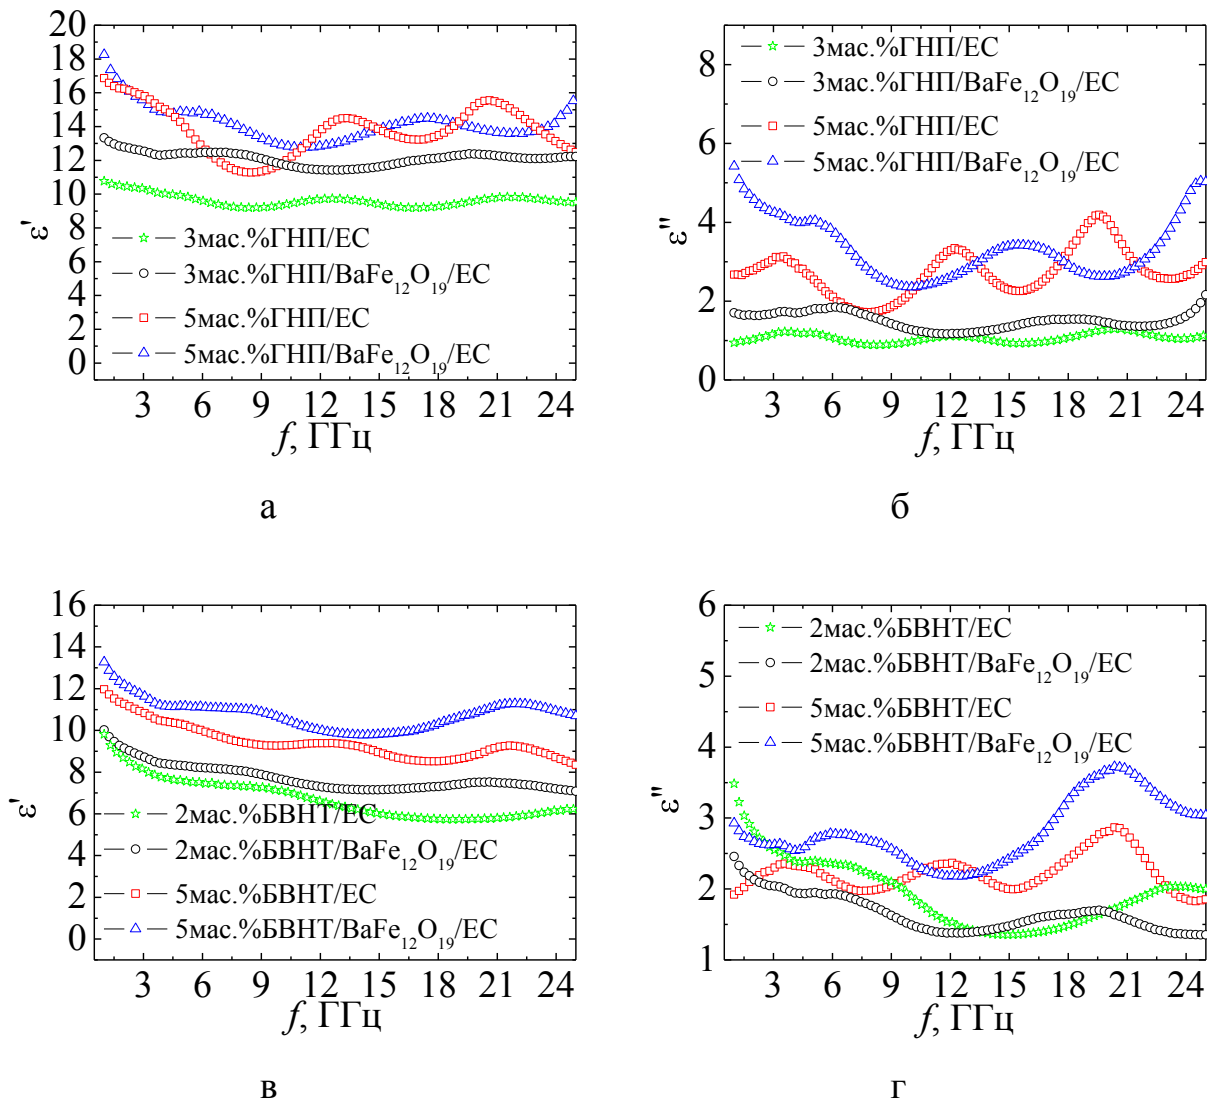 20
18
16
14
12
10
8
6
4
2
0
ε'
3мас.%ГНП/ЕС
3мас.%ГНП/BaFe12O19/ЕС
5мас.%ГНП/ЕС
5мас.%ГНП/BaFe12O19/ЕС
3 6 9 12 15 18 21 24
f, ГГц
а
8
6
4
2
0
ε"
3мас.%ГНП/ЕС
3мас.%ГНП/BaFe12O19/ЕС
5мас.%ГНП/ЕС
5мас.%ГНП/BaFe12O19/ЕС
3 6 9 12 15 18 21 24
f, ГГц
б
16
14
12
10
8
6
4
2
0
ε'
2мас.%БВНТ/ЕС
2мас.%БВНТ/BaFe12O19/ЕС
5мас.%БВНТ/ЕС
5мас.%БВНТ/BaFe12O19/ЕС
3 6 9 12 15 18 21 24
f, ГГц
в
6
5
4
3
2
1
ε"
2мас.%БВНТ/ЕС
2мас.%БВНТ/BaFe12O19/ЕС
5мас.%БВНТ/ЕС
5мас.%БВНТ/BaFe12O19/ЕС
3 6 9 12 15 18 21 24
f, ГГц
г